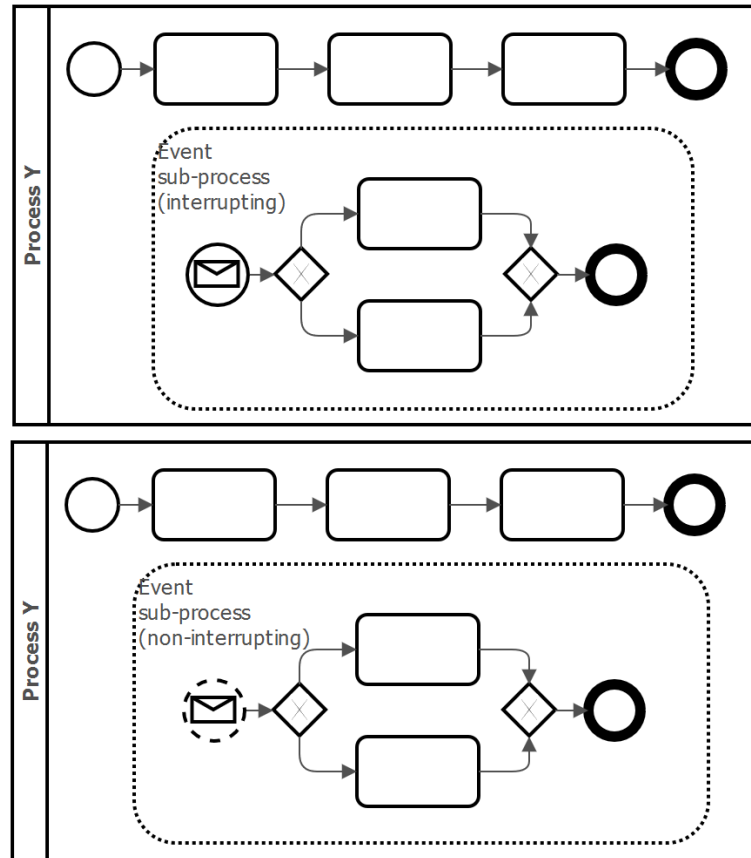 Process Y
Event
sub-process
(interrupting)
Process Y
Event
sub-process
(non-interrupting)